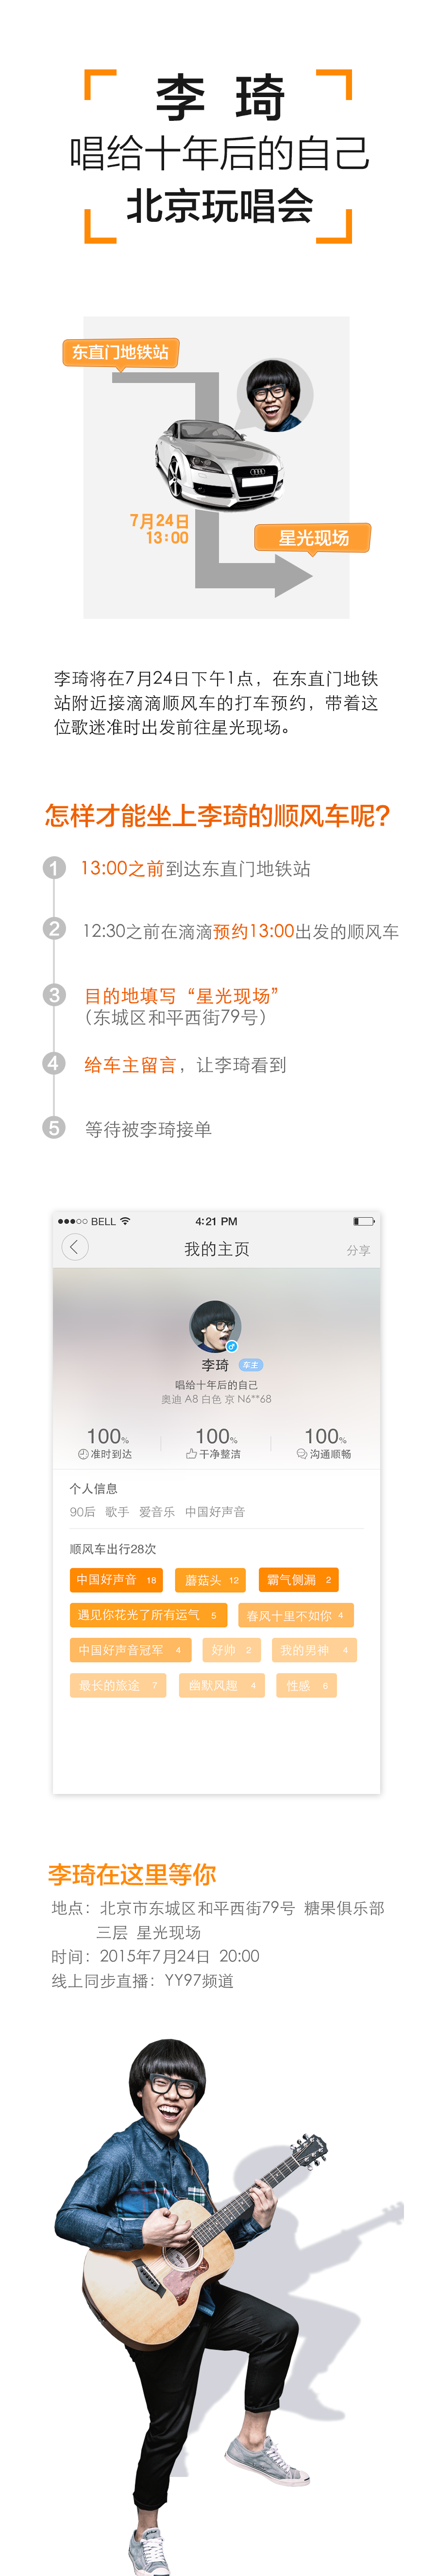 李 琦
唱给十年后的自己
北京玩唱会
东直门地铁站
7月24日
13:00
星光现场
李琦将在7月24日下午1点，在东直门地铁
站附近接滴滴顺风车的打车预约，带着这
位歌迷准时出发前往星光现场。
怎样才能坐上李琦的顺风车呢?
1 13:00之前到达东直门地铁站
2 12:30之前在滴滴预约13:00出发的顺风车
3 目的地填写“星光现场”
（东城区和平西街79号）
4 给车主留言，让李琦看到
5 等待被李琦接单
BELL 4:21 PM
我的主页 分享
李琦 车主
唱给十年后的自己
奥迪 A8 白色 京 N6**68
100% 100% 100%
准时到达 干净整洁 沟通顺畅
个人信息
90后 歌手 爱音乐 中国好声音
顺风车出行28次
中国好声音 18 蘑菇头 12 霸气侧漏 2
遇见你花光了所有运气 5 春风十里不如你 4
中国好声音冠军 4 好帅 2 我的男神 4
最长的旅途 7 幽默风趣 4 性感 6
李琦在这里等你
地点：北京市东城区和平西街79号 糖果俱乐部
三层 星光现场
时间：2015年7月24日 20:00
线上同步直播：YY97频道